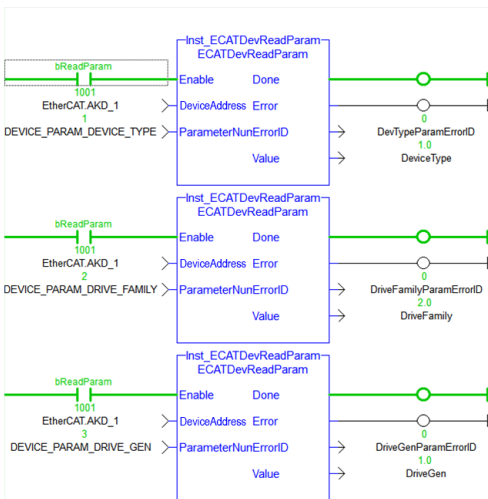 Inst_ECATDevReadParam
bReadParam ECATDevReadParam
Enable Done
1001
EtherCAT.AKD_1 DeviceAddress Error
1 0
DEVICE_PARAM_DEVICE_TYPE ParameterNunErrorID DevTypeParamErrorID
1.0
Value DeviceType
Inst_ECATDevReadParam
bReadParam ECATDevReadParam
Enable Done
1001
EtherCAT.AKD_1 DeviceAddress Error
2 0
DEVICE_PARAM_DRIVE_FAMILY ParameterNunErrorID DriveFamilyParamErrorID
2.0
Value DriveFamily
Inst_ECATDevReadParam
bReadParam ECATDevReadParam
Enable Done
1001
EtherCAT.AKD_1 DeviceAddress Error
3 0
DEVICE_PARAM_DRIVE_GEN ParameterNunErrorID DriveGenParamErrorID
1.0
Value DriveGen